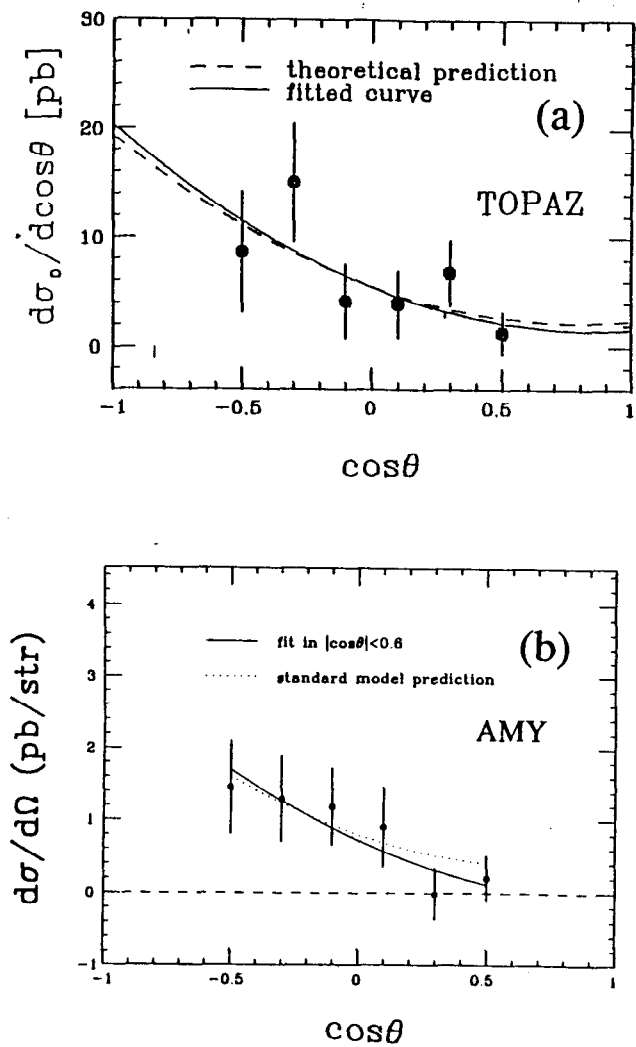 30
20
10
0
dσ₀/dcosθ [pb]
theoretical prediction
fitted curve
(a)
TOPAZ
-1
-0.5
0
0.5
1
cosθ
4
3
2
1
0
-1
dσ/dΩ (pb/str)
fit in |cosθ|<0.6
standard model prediction
(b)
AMY
-1
-0.5
0
0.5
1
cosθ